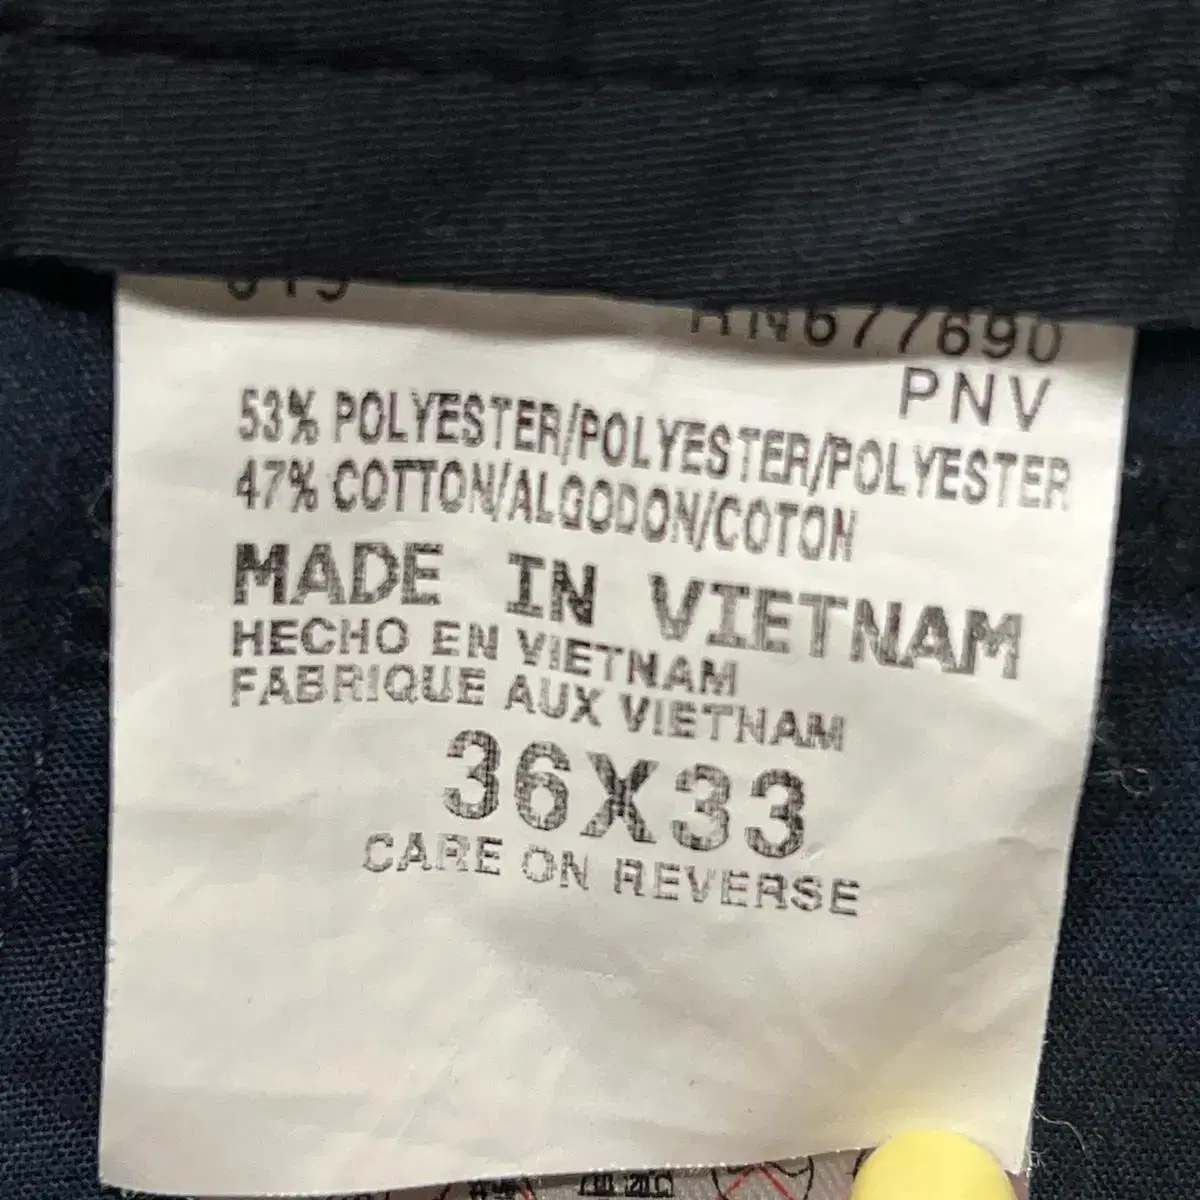 RN677690
PNV
53% POLYESTER/POLYESTER/POLYESTER
47% COTTON/ALGODON/COTON
MADE IN VIETNAM
HECHO EN VIETNAM
FABRIQUE AUX VIETNAM
36X33
CARE ON REVERSE